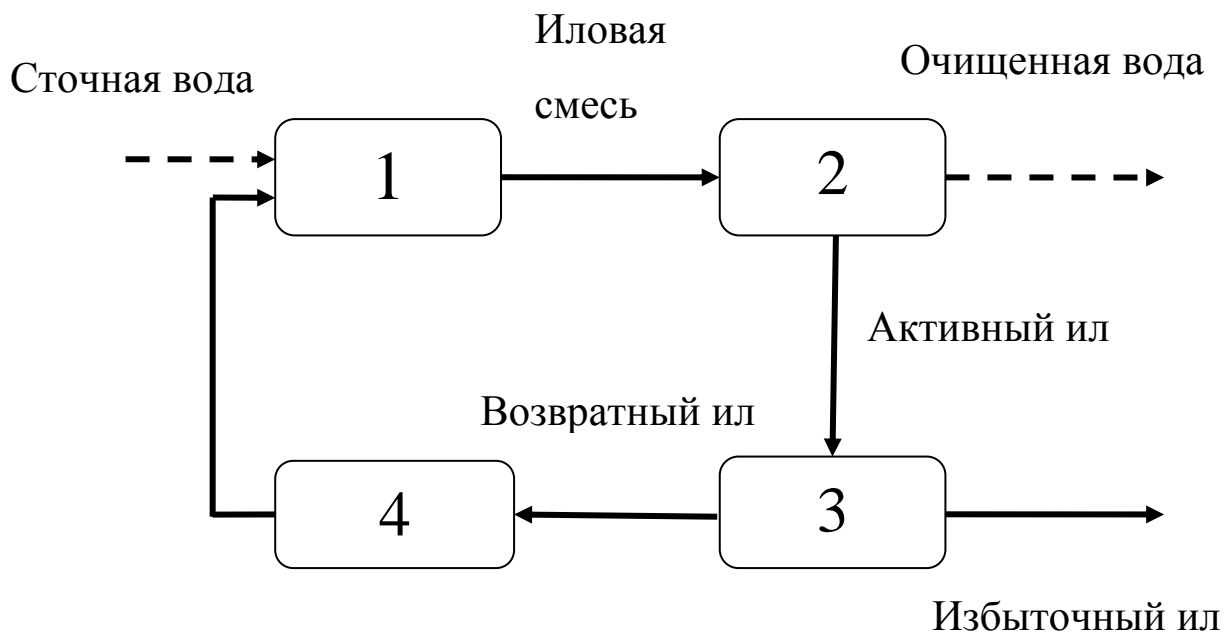 Иловая
смесь
Сточная вода
Очищенная вода
1
2
Активный ил
Возвратный ил
4
3
Избыточный ил